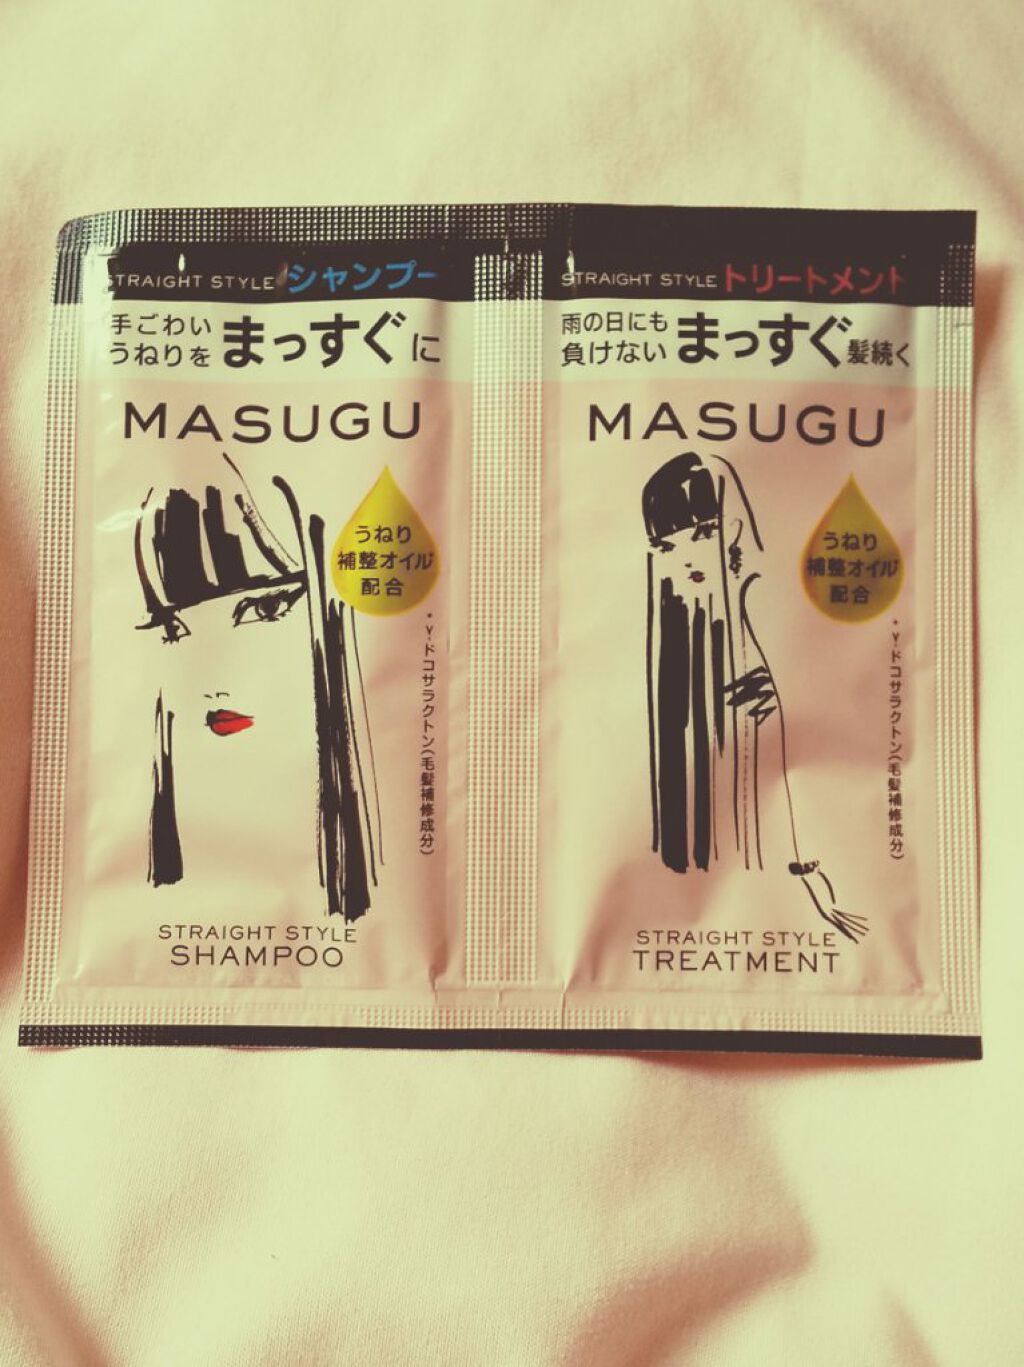 STRAIGHT STYLE シャンプー
手ごわい
うねりを まっすぐに
MASUGU
うねり
補整オイル
配合
・γ-ドコサラクトン(毛髪補修成分)
STRAIGHT STYLE
SHAMPOO
STRAIGHT STYLE トリートメント
雨の日にも
負けない まっすぐ髪続く
MASUGU
うねり
補整オイル
配合
・γ-ドコサラクトン(毛髪補修成分)
STRAIGHT STYLE
TREATMENT